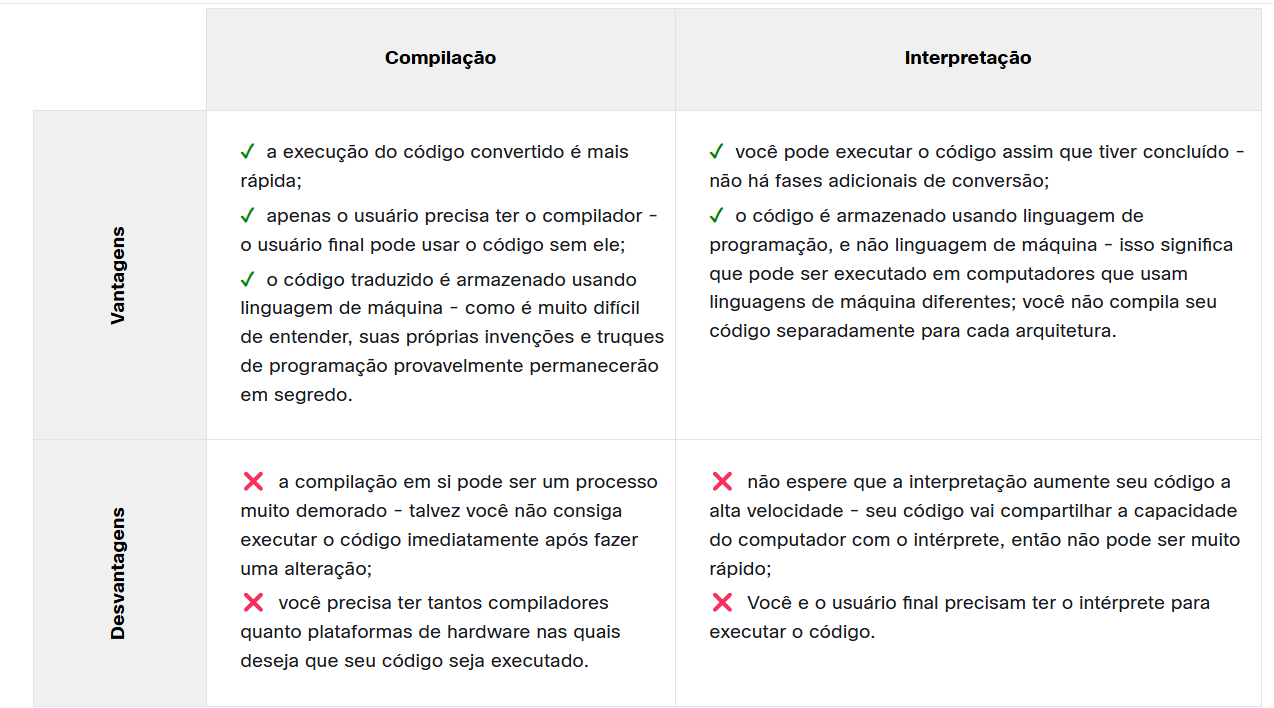 Compilação
Interpretação
Vantagens
✓ a execução do código convertido é mais
rápida;
✓ apenas o usuário precisa ter o compilador –
o usuário final pode usar o código sem ele;
✓ o código traduzido é armazenado usando
linguagem de máquina – como é muito difícil
de entender, suas próprias invenções e truques
de programação provavelmente permanecerão
em segredo.
✓ você pode executar o código assim que tiver concluído –
não há fases adicionais de conversão;
✓ o código é armazenado usando linguagem de
programação, e não linguagem de máquina – isso significa
que pode ser executado em computadores que usam
linguagens de máquina diferentes; você não compila seu
código separadamente para cada arquitetura.
Desvantagens
❌ a compilação em si pode ser um processo
muito demorado – talvez você não consiga
executar o código imediatamente após fazer
uma alteração;
❌ você precisa ter tantos compiladores
quanto plataformas de hardware nas quais
deseja que seu código seja executado.
❌ não espere que a interpretação aumente seu código a
alta velocidade – seu código vai compartilhar a capacidade
do computador com o intérprete, então não pode ser muito
rápido;
❌ Você e o usuário final precisam ter o intérprete para
executar o código.